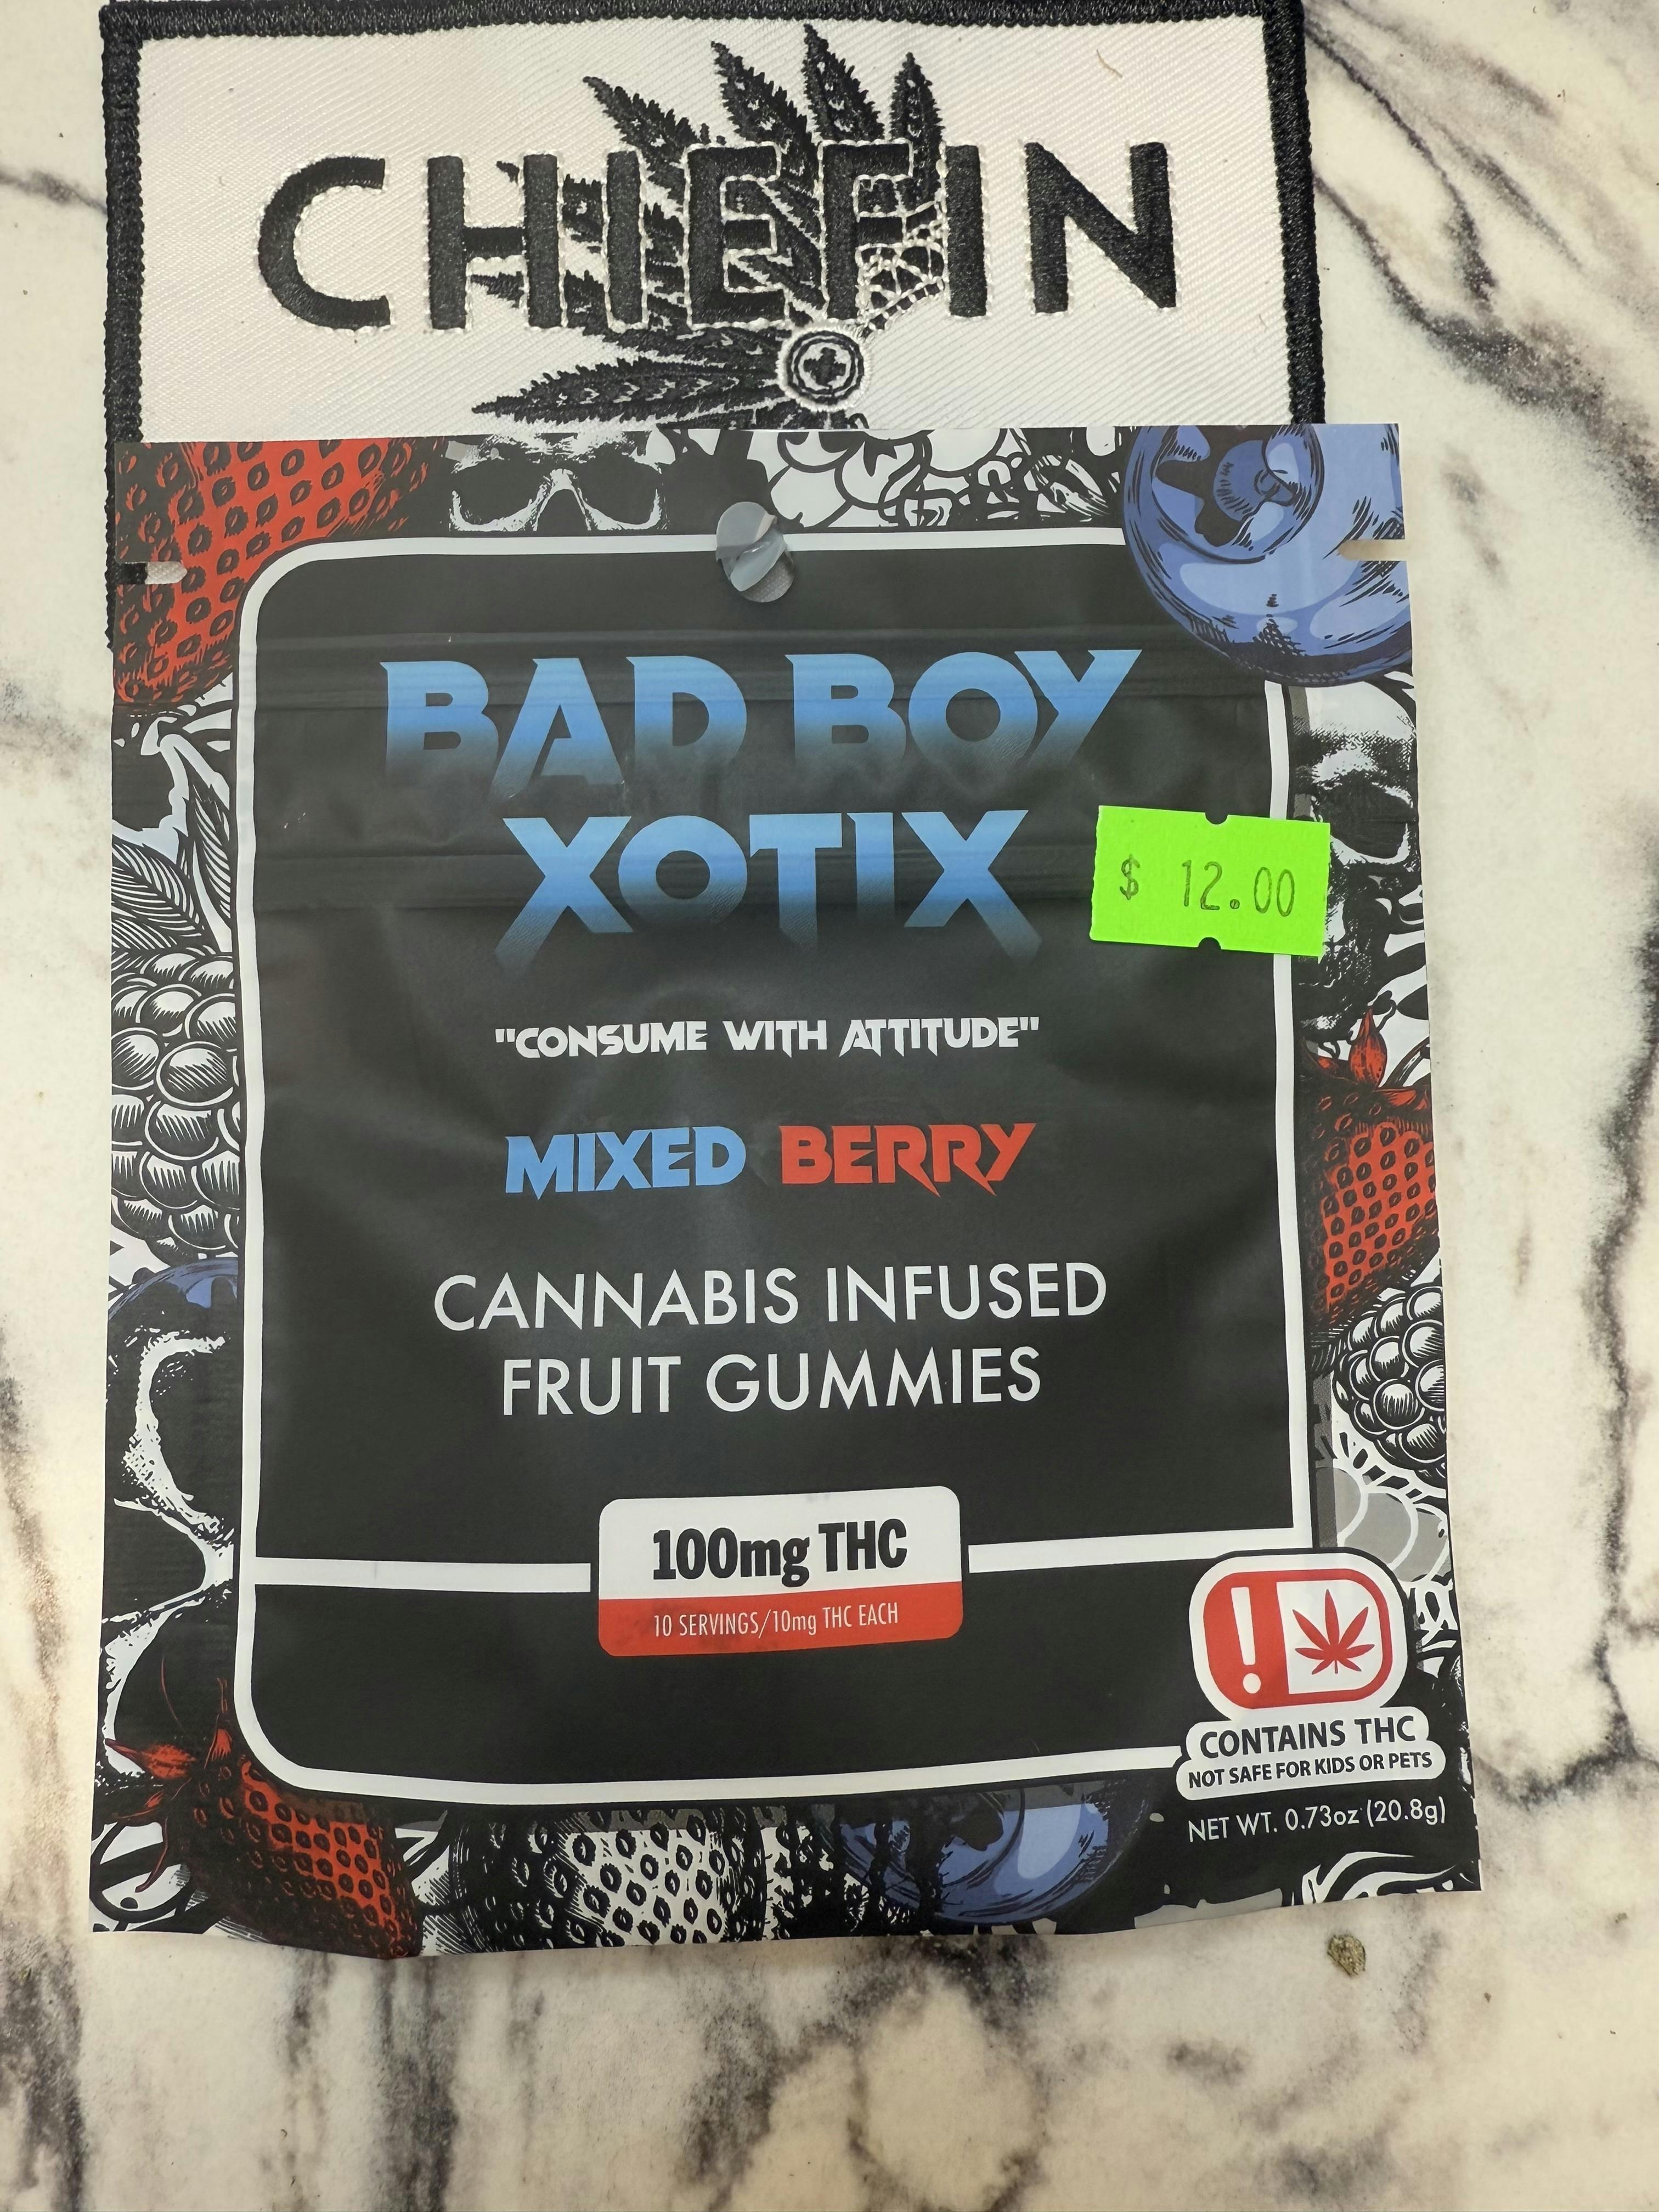 CHIEFIN
BAD BOY
XOTIX
$ 12.00
"CONSUME WITH ATTITUDE"
MIXED BERRY
CANNABIS INFUSED
FRUIT GUMMIES
100mg THC
10 SERVINGS/10mg THC EACH
!
CONTAINS THC
NOT SAFE FOR KIDS OR PETS
NET WT. 0.73oz (20.8g)